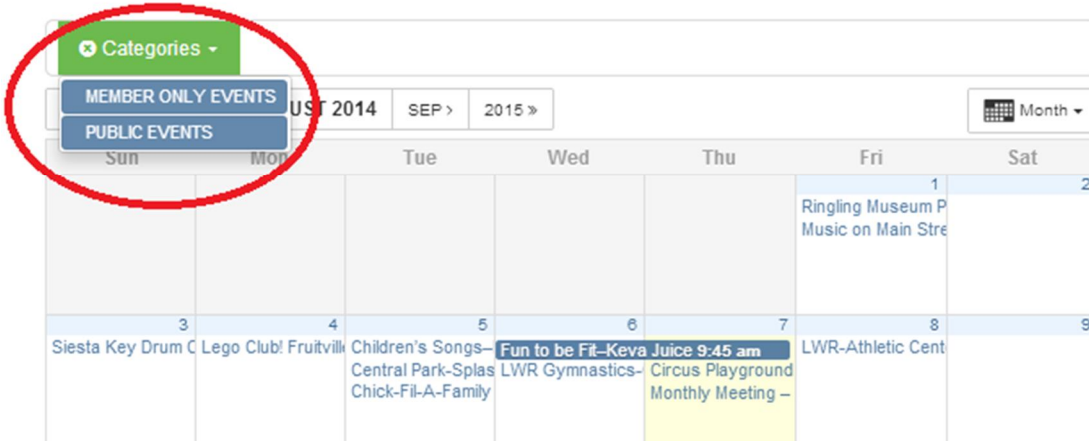 Categories
MEMBER ONLY EVENTS
PUBLIC EVENTS
UST 2014 SEP › 2015 » Month
Sun Mon Tue Wed Thu Fri Sat
1 2
Ringling Museum P
Music on Main Stre
3 4 5 6 7 8 9
Siesta Key Drum C Lego Club! Fruitville Children's Songs– Fun to be Fit–Keva Juice 9:45 am LWR-Athletic Cent
Central Park-Splas LWR Gymnastics- Circus Playground
Chick-Fil-A-Family Monthly Meeting –